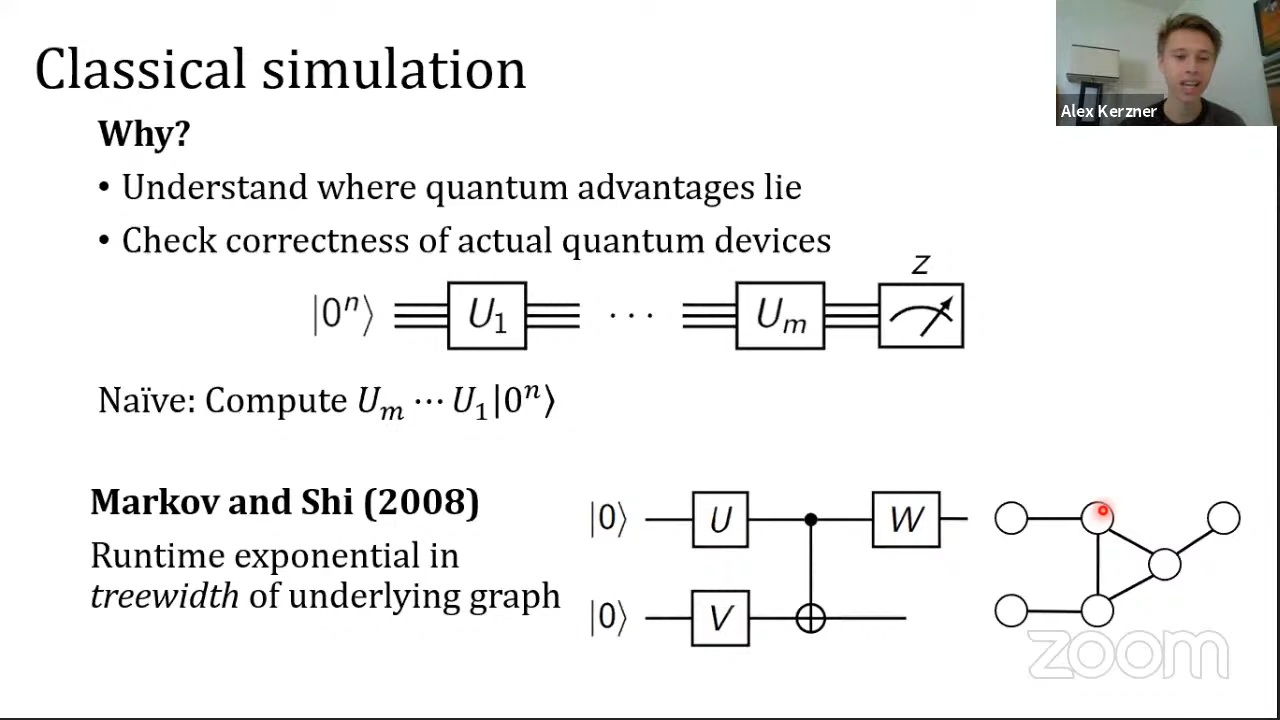 Classical simulation
Alex Kerzner
Why?
• Understand where quantum advantages lie
• Check correctness of actual quantum devices
|0ⁿ⟩ U₁ ··· Uₘ Z
Naïve: Compute Uₘ ⋯ U₁|0ⁿ⟩
Markov and Shi (2008)
Runtime exponential in
treewidth of underlying graph
|0⟩ U W
|0⟩ V
zoom